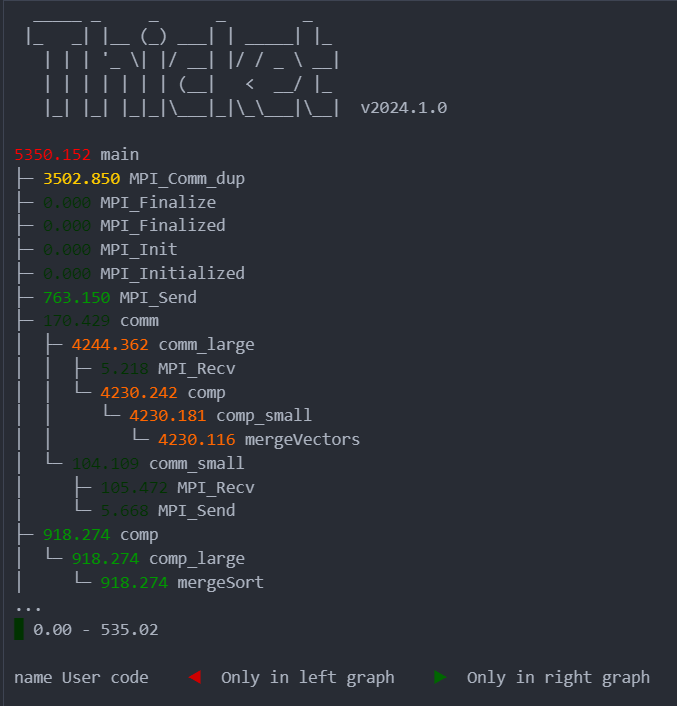 _____ _     _      _        _
 |_   _| |__ (_) ___| | _____| |_
   | | | '_ \| |/ __| |/ / _ \ __|
   | | | | | | | (__|   <  __/ |_
   |_| |_| |_|_|\___|_|\_\___|\__|  v2024.1.0

5350.152 main
├─ 3502.850 MPI_Comm_dup
├─ 0.000 MPI_Finalize
├─ 0.000 MPI_Finalized
├─ 0.000 MPI_Init
├─ 0.000 MPI_Initialized
├─ 763.150 MPI_Send
├─ 170.429 comm
│  ├─ 4244.362 comm_large
│  │  ├─ 5.218 MPI_Recv
│  │  └─ 4230.242 comp
│  │     └─ 4230.181 comp_small
│  │        └─ 4230.116 mergeVectors
│  └─ 104.109 comm_small
│     ├─ 105.472 MPI_Recv
│     └─ 5.668 MPI_Send
├─ 918.274 comp
│  └─ 918.274 comp_large
│     └─ 918.274 mergeSort
...
█ 0.00 - 535.02

name User code    ◀ Only in left graph    ▶ Only in right graph